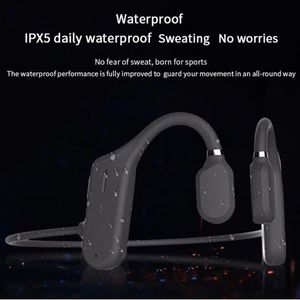 Waterproof
IPX5 daily waterproof Sweating No worries
No fear of sweat, born for sports
The waterproof performance is fully improved to guard your movement in an all-round way